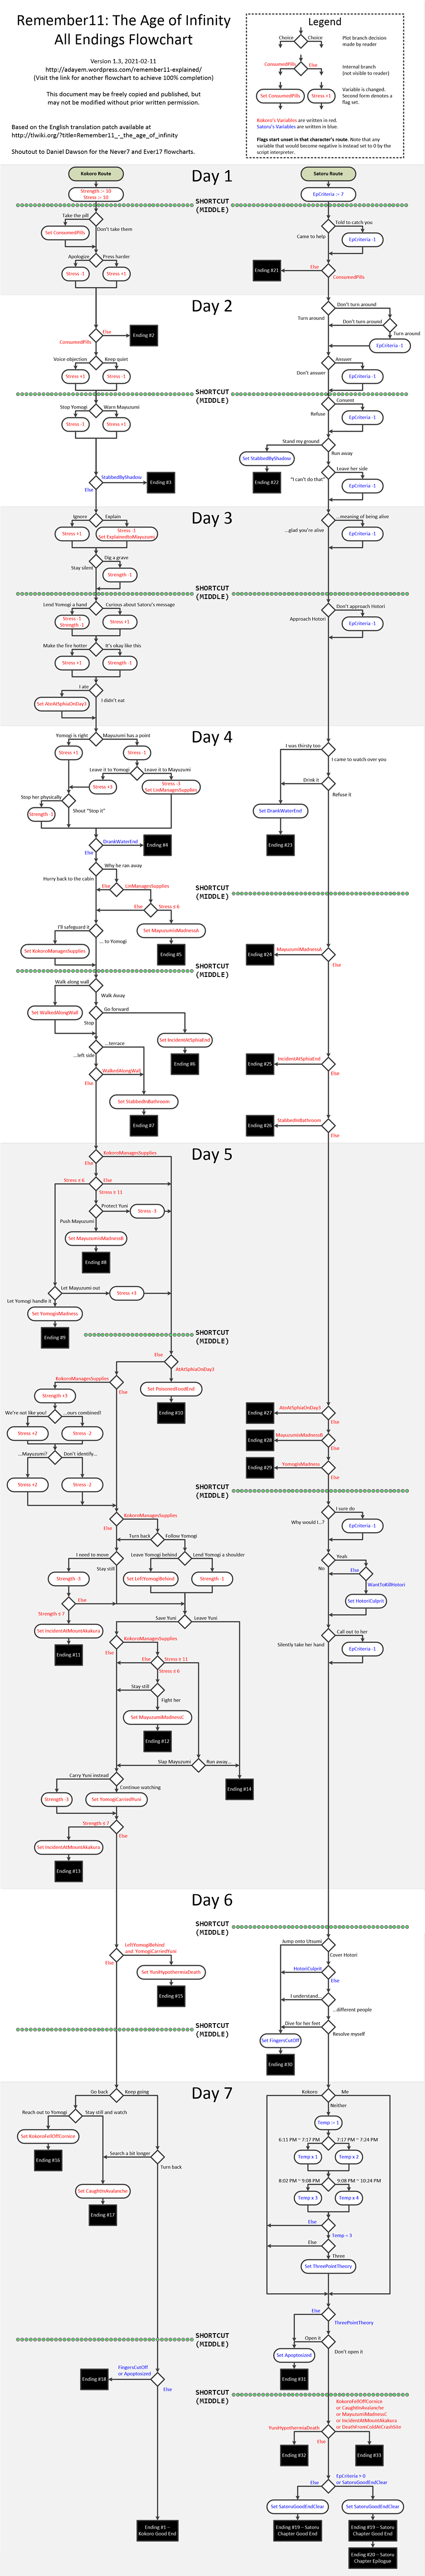 Remember11: The Age of Infinity
All Endings Flowchart
Version 1.3, 2021-02-11
http://adayem.wordpress.com/remember11-explained/
(Visit the link for another flowchart to achieve 100% completion)
This document may be freely copied and published, but
may not be modified without prior written permission.
Based on the English translation patch available at
http://tlwiki.org/?title=Remember11_-_the_age_of_infinity
Shoutout to Daniel Dawson for the Never7 and Ever17 flowcharts.
Legend
Choice
Choice
Plot branch decisions
made by reader
ConsumedPills
Else
Internal branch
(not visible to reader)
Set ConsumedPills
Stress +1
Variable is changed.
Second form denotes a
flag set.
Kokoro's Variables are written in red.
Satoru's Variables are written in blue.
Flags start unset in that character's route. Note that any
variable that would become negative is instead set to 0 by the
script interpreter.
Kokoro Route
Day 1
Satoru Route
Strength := 10
Stress := 10
EpCriteria := 7
SHORTCUT
(MIDDLE)
Take the pill
Set ConsumedPills
Don't take them
Told to catch you
Came to help
EpCriteria -1
Apologize
Press harder
Stress -1
Stress +1
Ending #21
Else
ConsumedPills
Day 2
Don't turn around
Turn around
Don't turn around
Turn around
EpCriteria -1
Else
ConsumedPills
Ending #2
Voice objection
Keep quiet
Stress +1
Stress -1
Answer
Don't answer
EpCriteria -1
SHORTCUT
(MIDDLE)
Stop Yomogi
Warn Mayuzumi
Stress -1
Stress +1
Consent
Refuse
EpCriteria -1
Stand my ground
Set StabbedByShadow
Run away
Ending #22
StabbedByShadow
Else
Ending #3
Leave her side
"I can't do that"
EpCriteria -1
Day 3
Ignore
Explain
Stress +1
Stress -1
Set ExplainedtoMayuzumi
...meaning of being alive
...glad you're alive
EpCriteria -1
Dig a grave
Stay silent
Strength -1
SHORTCUT
(MIDDLE)
Lend Yomogi a hand
Curious about Satoru's message
Stress -1
Strength -1
Stress +1
Don't approach Hotori
Approach Hotori
EpCriteria -1
Make the fire hotter
It's okay like this
Stress +1
Strength -1
I ate
I didn't eat
Set AteAtSphiaOnDay3
Day 4
Yomogi is right
Mayuzumi has a point
Stress +1
Stress -1
Leave it to Yomogi
Leave it to Mayuzumi
Stress +3
Stress -3
Set LinManagesSupplies
Stop her physically
Shout "Stop it"
Strength -1
I was thirsty too
I came to watch over you
Drink it
Refuse it
Set DrankWaterEnd
Ending #23
DrankWaterEnd
Else
Ending #4
Why he ran away
Hurry back to the cabin
Else
LinManagesSupplies
Else
Stress ≤ 6
Set MayuzumisMadnessA
Ending #5
SHORTCUT
(MIDDLE)
I'll safeguard it
... to Yomogi
Set KokoroManagesSupplies
MayuzumisMadnessA
Ending #24
Else
SHORTCUT
(MIDDLE)
Walk along wall
Walk Away
Set WalkedAlongWall
Go forward
Stop
Set IncidentAtSphiaEnd
Ending #6
...terrace
...left side
WalkedAlongWall
Else
Set StabbedInBathroom
Ending #7
IncidentAtSphiaEnd
Ending #25
Else
StabbedInBathroom
Ending #26
Else
Day 5
KokoroManagesSupplies
Else
Stress ≤ 6
Else
Stress ≥ 11
Protect Yuni
Push Mayuzumi
Stress -3
Set MayuzumisMadnessB
Ending #8
Let Mayuzumi out
Let Yomogi handle it
Stress +3
Set YomogisMadness
Ending #9
SHORTCUT
(MIDDLE)
Else
AteAtSphiaOnDay3
Set PoisonedFoodEnd
Ending #10
KokoroManagesSupplies
Else
Strength +3
We're not like you!
...ours combined!
Stress +2
Stress -2
...Mayuzumi?
Don't identify...
Stress +2
Stress -2
AteAtSphiaOnDay3
Ending #27
Else
MayuzumisMadnessB
Ending #28
Else
YomogisMadness
Ending #29
Else
SHORTCUT
(MIDDLE)
KokoroManagesSupplies
Else
Turn back
Follow Yomogi
I need to move
Stay still
Leave Yomogi behind
Lend Yomogi a shoulder
Strength -3
Set LeftYomogiBehind
Strength -1
Else
Strength ≤ 7
Set IncidentAtMountAkakura
Ending #11
I sure do
Why would I...?
EpCriteria -1
Yeah
No
Else
WantToKillHotori
Set HotoriCulprit
Call out to her
Silently take her hand
EpCriteria -1
Save Yuni
Leave Yuni
KokoroManagesSupplies
Else
Else
Stress ≥ 11
Stress ≤ 6
Stay still
Fight her
Set MayuzumiMadnessC
Ending #12
Slap Mayuzumi
Run away...
Ending #14
Carry Yuni instead
Continue watching
Strength -3
Set YomogiCarriedYuni
Strength ≤ 7
Else
Set IncidentAtMountAkakura
Ending #13
Day 6
SHORTCUT
(MIDDLE)
LeftYomogiBehind
and YomogiCarriedYuni
Else
Set YuniHypothermiaDeath
Ending #15
Jump onto Utsumi
Cover Hotori
HotoriCulprit
Else
I understand...
...different people
Dive for her feet
Resolve myself
Set FingersCutOff
Ending #30
SHORTCUT
(MIDDLE)
Day 7
Go back
Keep going
Reach out to Yomogi
Stay still and watch
Set KokoroFellOffCornice
Ending #16
Search a bit longer
Turn back
Set CaughtInAvalanche
Ending #17
Kokoro
Me
Neither
Temp := 1
6:11 PM ~ 7:17 PM
7:17 PM ~ 7:24 PM
Temp x 1
Temp x 2
8:02 PM ~ 9:08 PM
9:08 PM ~ 10:24 PM
Temp x 3
Temp x 4
Else
Temp = 3
Else
Three
Set ThreePointTheory
Else
ThreePointTheory
Open it
Don't open it
Set Apoptosized
Ending #31
SHORTCUT
(MIDDLE)
FingersCutOff
or Apoptosized
Ending #18
Else
SHORTCUT
(MIDDLE)
KokoroFellOffCornice
or CaughtInAvalanche
or MayuzumiMadnessC
or IncidentAtMountAkakura
or DeathFromColdMeCrashSite
YuniHypothermiaDeath
Else
Ending #32
Ending #33
EpCriteria > 0
or SatoruGoodEndClear
Else
Set SatoruGoodEndClear
Set SatoruGoodEndClear
Ending #1 –
Kokoro Good End
Ending #19 – Satoru
Chapter Good End
Ending #19 – Satoru
Chapter Good End
Ending #20 – Satoru
Chapter Epilogue